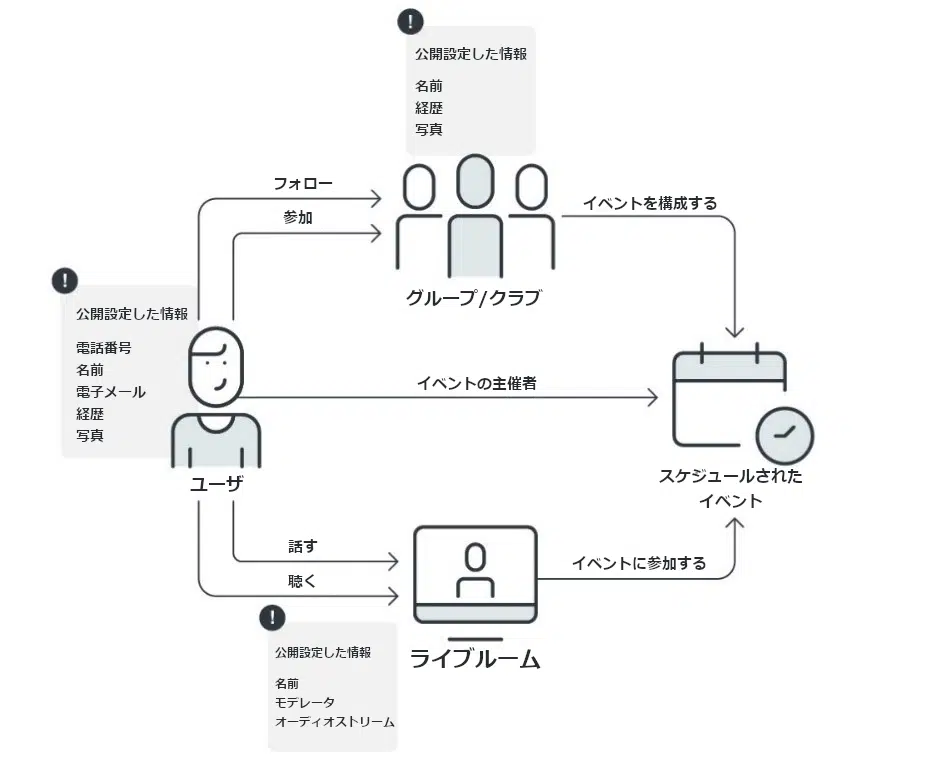 !
公開設定した情報
名前
経歴
写真
フォロー
参加
イベントを構成する
グループ/クラブ
!
公開設定した情報
電話番号
名前
電子メール
経歴
写真
ユーザ
イベントの主催者
スケジュールされた
イベント
話す
聴く
イベントに参加する
!
公開設定した情報
名前
モデレータ
オーディオストリーム
ライブルーム